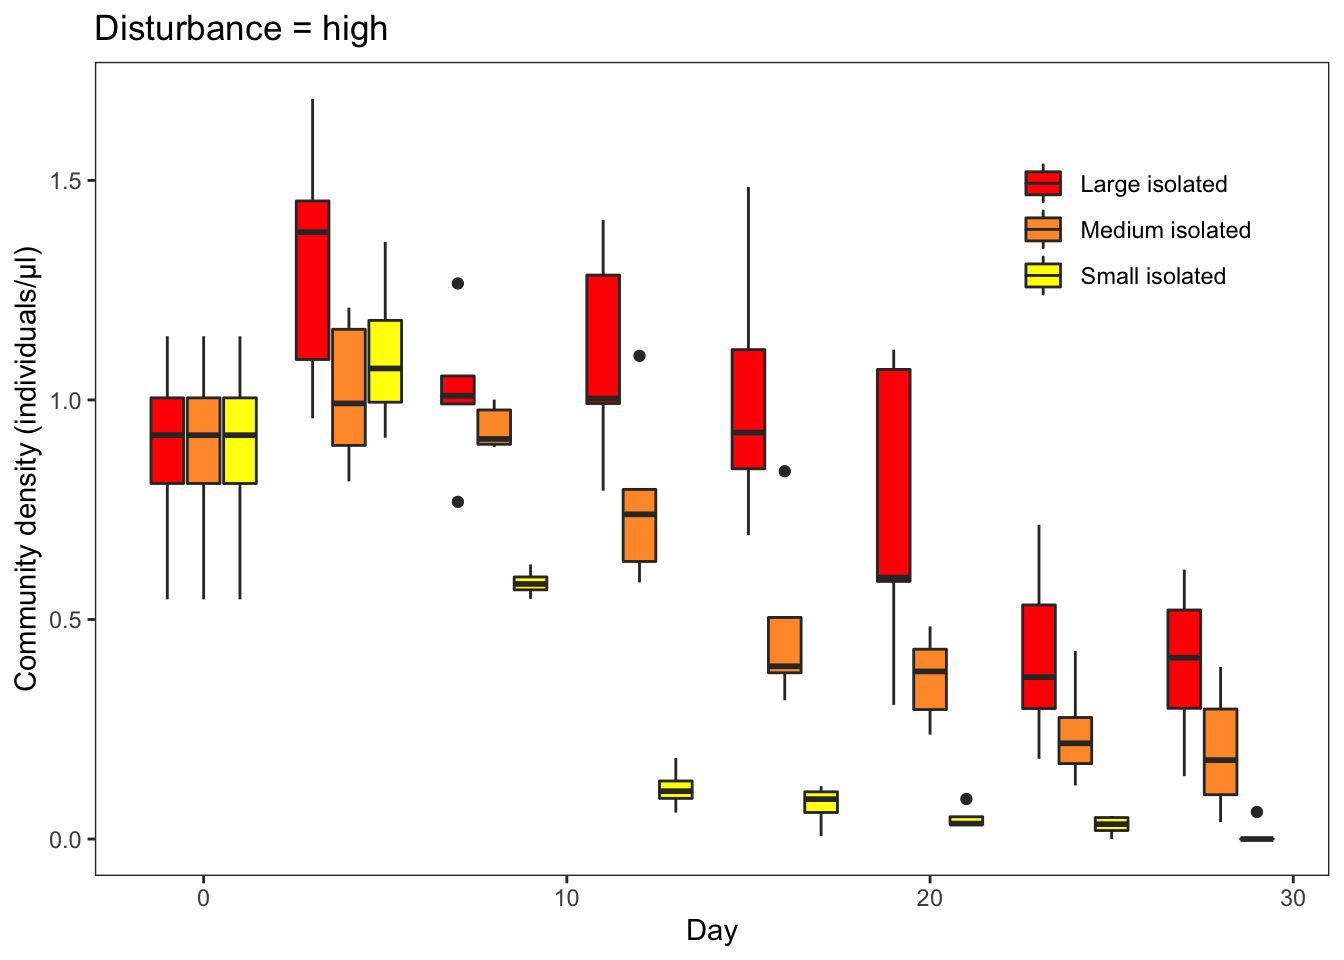 Disturbance = high
Community density (individuals/μl)
1.5
1.0
0.5
0.0
Large isolated
Medium isolated
Small isolated
0
10
20
30
Day